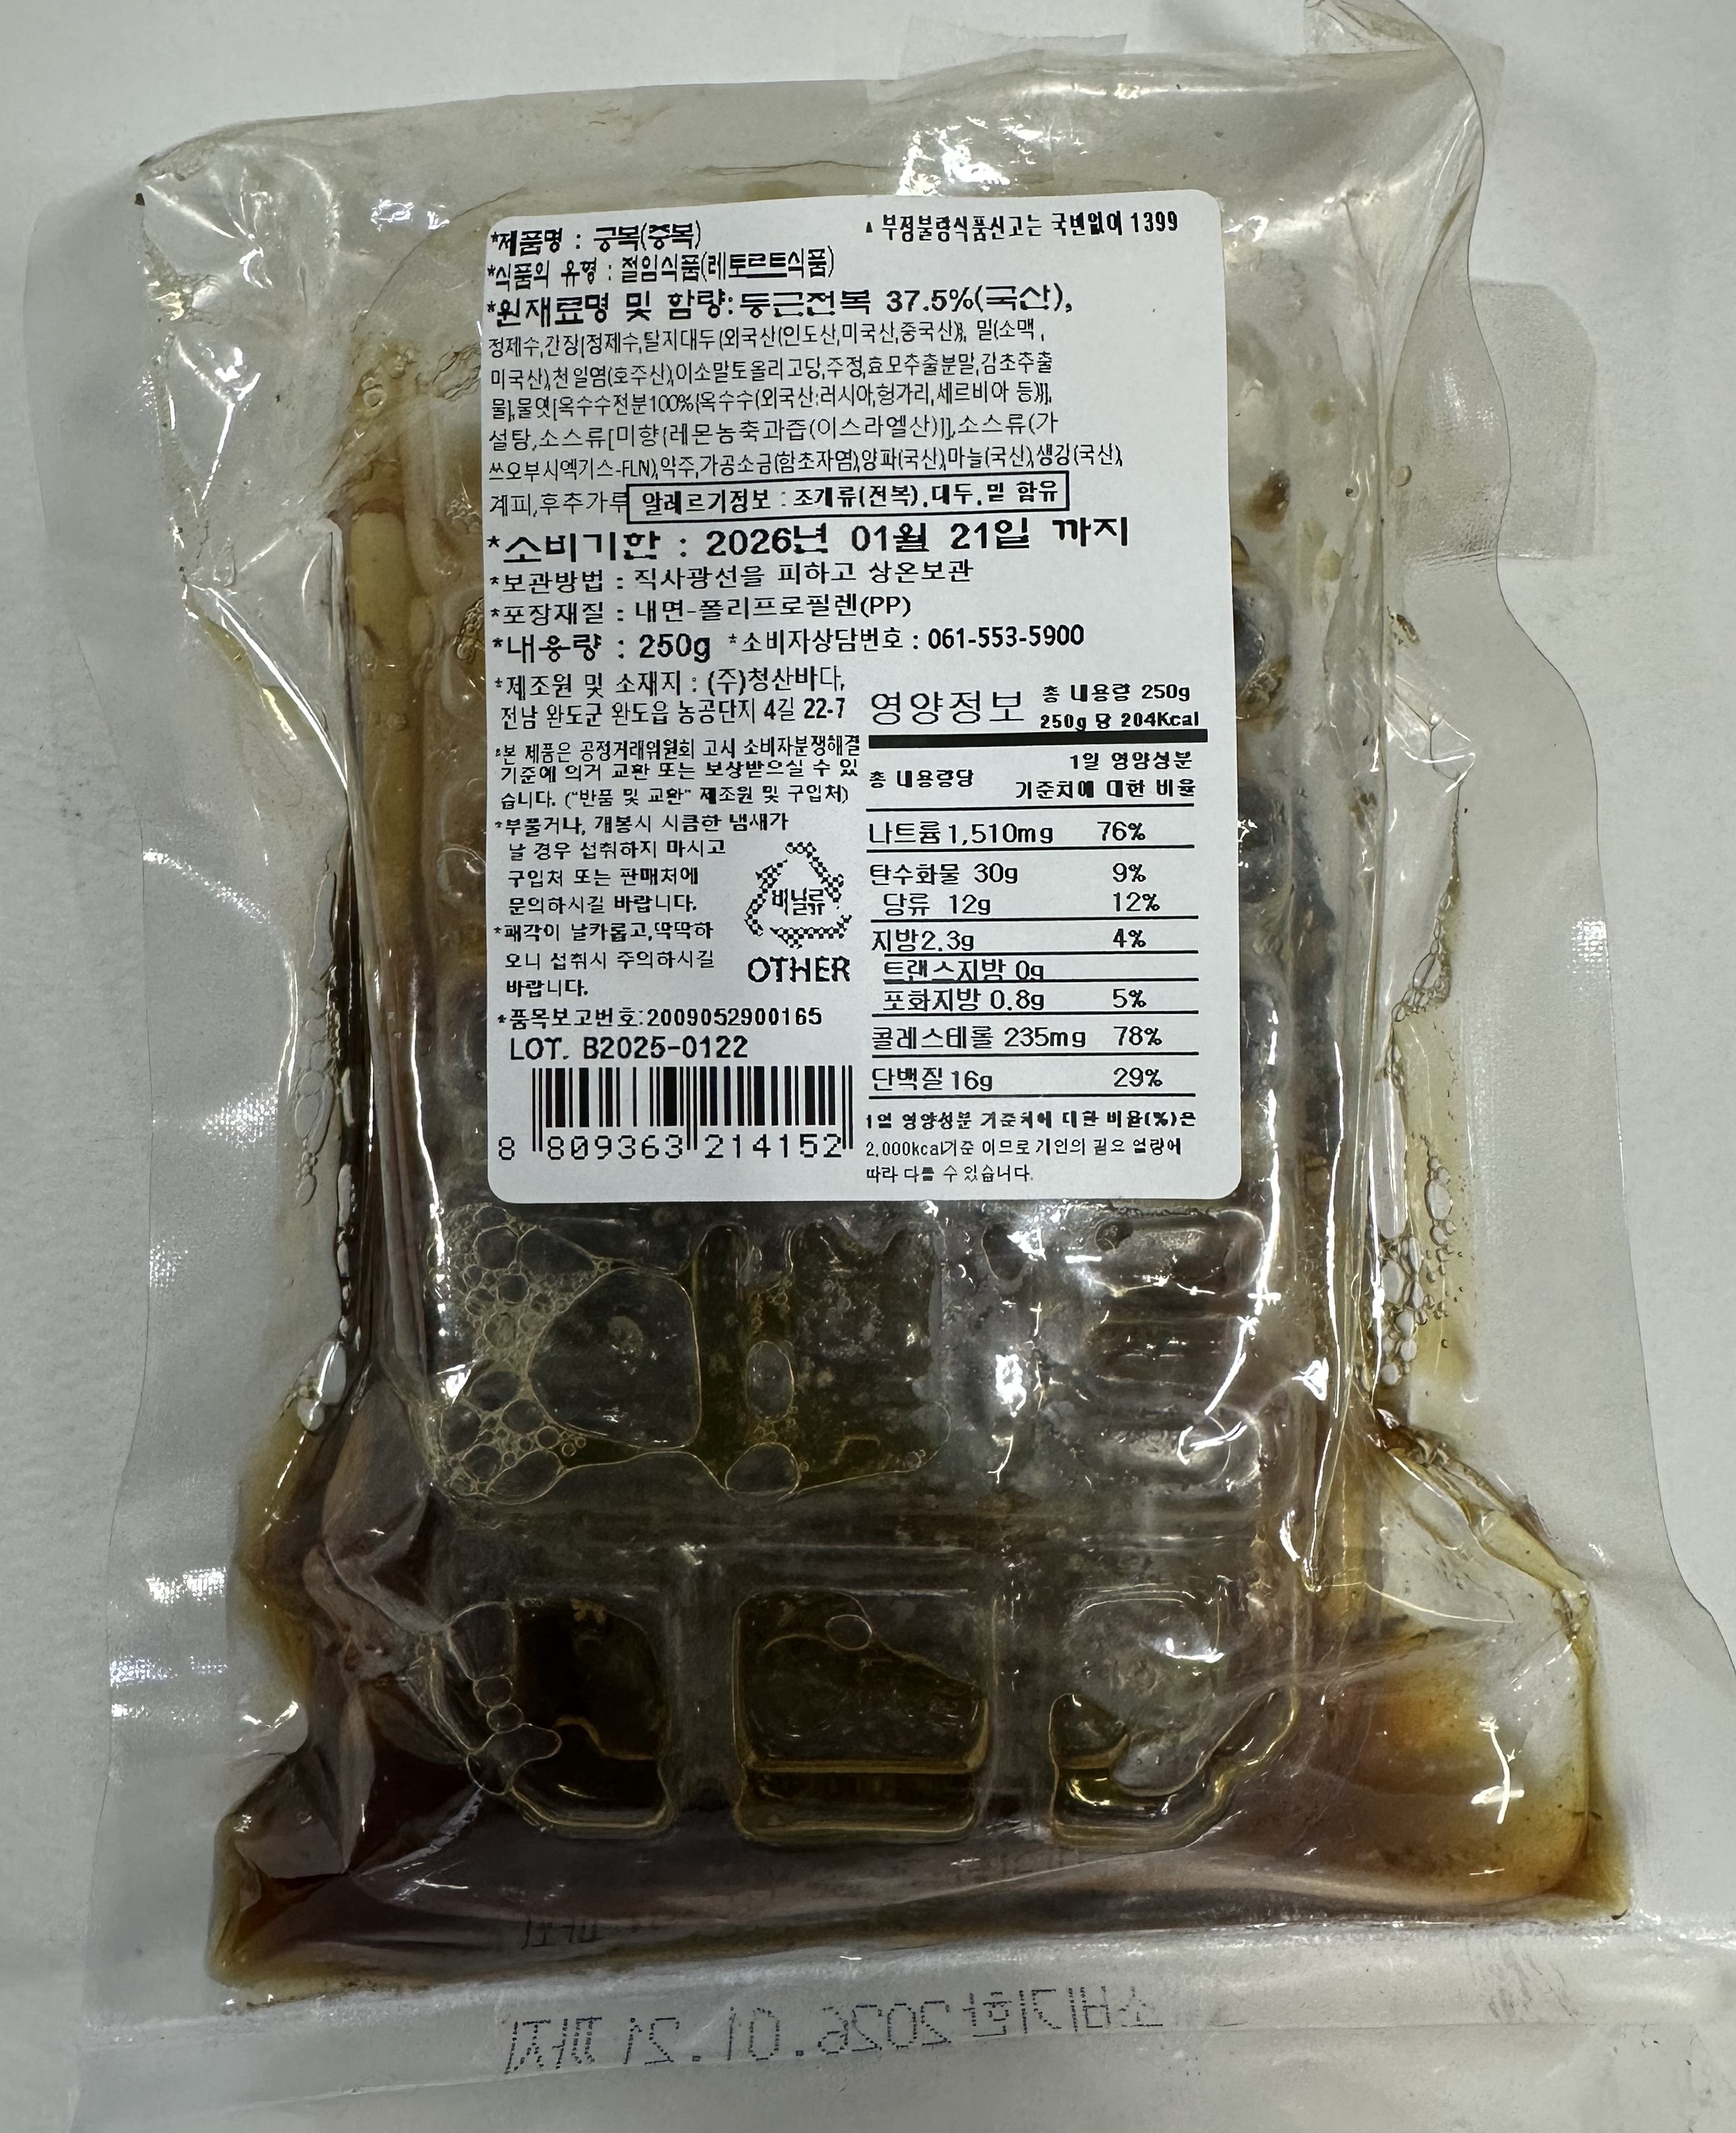 *제품명 : 궁복(중복)
▲ 부정불량식품신고는 국번없이 1399
*식품의 유형 : 절임식품(레토르트식품)
*원재료명 및 함량:둥근전복 37.5%(국산),
정제수,간장[정제수,탈지대두{외국산(인도산,미국산,중국산)}, 밀(소맥,
미국산),천일염(호주산),이소말토올리고당,주정,효모추출분말,감초추출
물],물엿[옥수수전분100%{옥수수(외국산:러시아,헝가리,세르비아 등)}],
설탕,소스류[미향{레몬농축과즙(이스라엘산)}],소스류(가
쓰오부시엑기스-FLN),약주,가공소금(함초자염),양파(국산),마늘(국산),생강(국산),
계피,후추가루 알레르기정보 : 조개류(전복),대두,밀 함유
*소비기한 : 2026년 01월 21일 까지
*보관방법 : 직사광선을 피하고 상온보관
*포장재질 : 내면-폴리프로필렌(PP)
*내용량 : 250g *소비자상담번호 : 061-553-5900
*제조원 및 소재지 : (주)청산바다,
전남 완도군 완도읍 농공단지 4길 22-7
*본 제품은 공정거래위원회 고시 소비자분쟁해결
기준에 의거 교환 또는 보상받으실 수 있
습니다. ("반품 및 교환" 제조원 및 구입처)
*부풀거나, 개봉시 시큼한 냄새가
날 경우 섭취하지 마시고
구입처 또는 판매처에
문의하시길 바랍니다.
*패각이 날카롭고,딱딱하
오니 섭취시 주의하시길
바랍니다.
비닐류
OTHER
*품목보고번호:2009052900165
LOT. B2025-0122
8 809363 214152
영양정보 총 내용량 250g
250g 당 204Kcal
총 내용량당 1일 영양성분
기준치에 대한 비율
나트륨 1,510mg 76%
탄수화물 30g 9%
당류 12g 12%
지방2.3g 4%
트랜스지방 0g
포화지방 0.8g 5%
콜레스테롤 235mg 78%
단백질 16g 29%
1일 영양성분 기준치에 대한 비율(%)은
2,000kcal기준 이므로 개인의 필요 열량에
따라 다를 수 있습니다.
소비기한 2026.01.21 까지